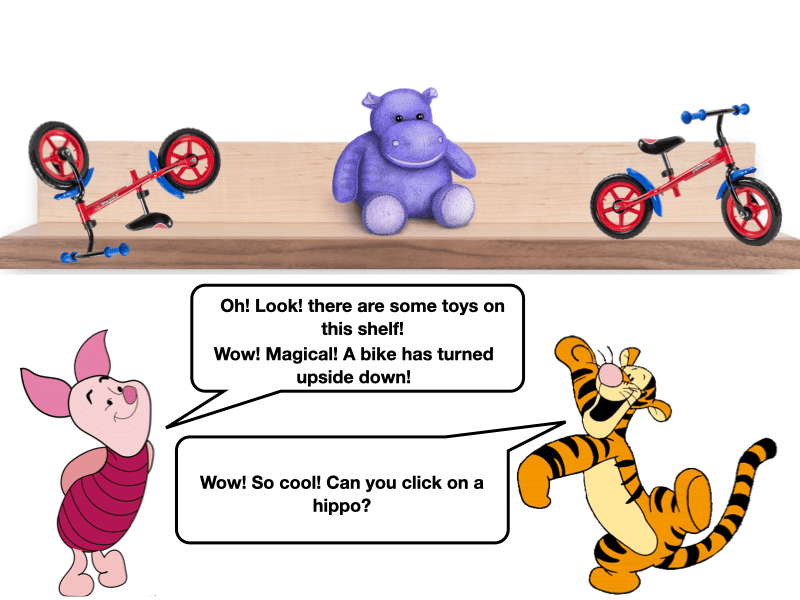 Oh! Look! there are some toys on
this shelf!
Wow! Magical! A bike has turned
upside down!
Wow! So cool! Can you click on a
hippo?